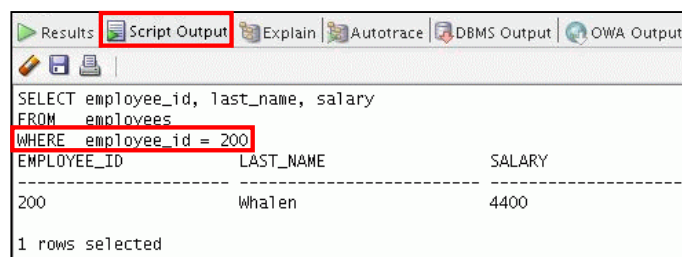 Results Script Output Explain Autotrace DBMS Output OWA Output
SELECT employee_id, last_name, salary
FROM employees
WHERE employee_id = 200
EMPLOYEE_ID LAST_NAME SALARY
---------------------- ------------------------- ----------------------
200 Whalen 4400
1 rows selected